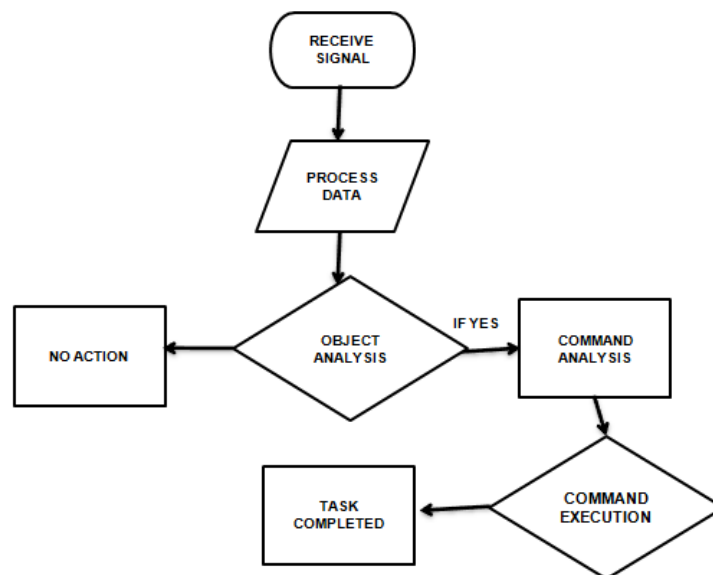 RECEIVE
SIGNAL
PROCESS
DATA
OBJECT
ANALYSIS
NO ACTION
IF YES
COMMAND
ANALYSIS
COMMAND
EXECUTION
TASK
COMPLETED